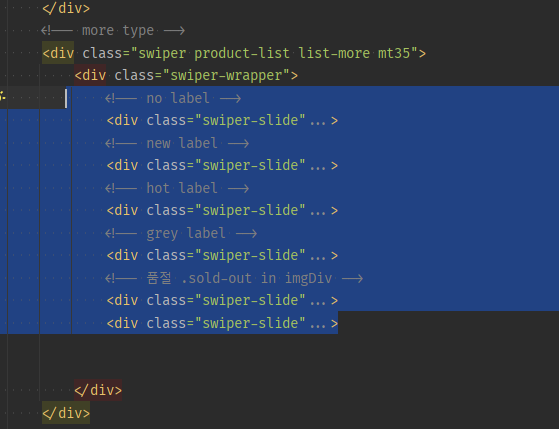 </div>
<!-- more type -->
<div class="swiper product-list list-more mt35">
<div class="swiper-wrapper">
<!-- no label -->
<div class="swiper-slide"...>
<!-- new label -->
<div class="swiper-slide"...>
<!-- hot label -->
<div class="swiper-slide"...>
<!-- grey label -->
<div class="swiper-slide"...>
<!-- 품절 .sold-out in imgDiv -->
<div class="swiper-slide"...>
<div class="swiper-slide"...>
</div>
</div>